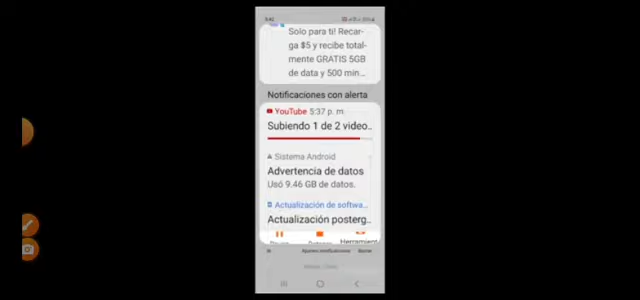 Solo para ti! Recar-
ga $5 y recibe total-
mente GRATIS 5GB
de data y 500 min...
Notificaciones con alerta
YouTube 5:37 p. m.
Subiendo 1 de 2 video..
Sistema Android
Advertencia de datos
Usó 9.46 GB de datos.
Actualización de softwa..
Actualización posterg..
Herramient